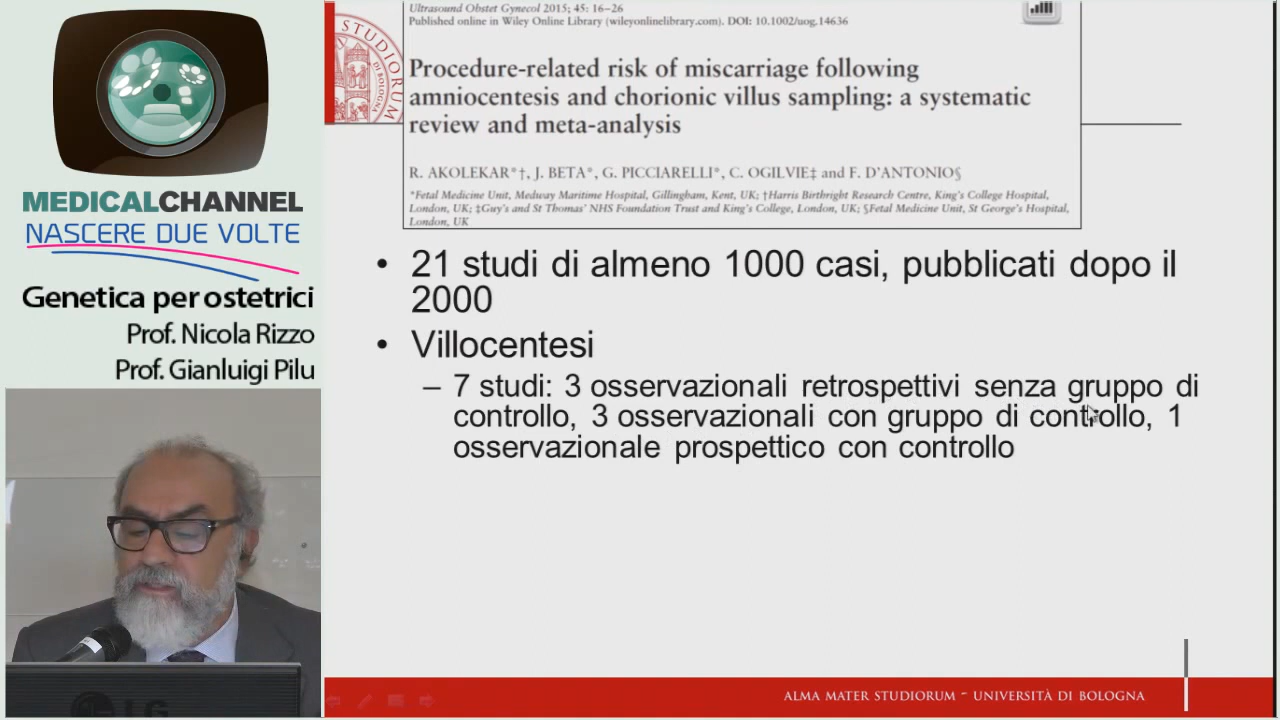 MEDICALCHANNEL
NASCERE DUE VOLTE
Genetica per ostetrici
Prof. Nicola Rizzo
Prof. Gianluigi Pilu
LG
STUDIORUM
DI BOLOGNA
Ultrasound Obstet Gynecol 2015; 45: 16–26
Published online in Wiley Online Library (wileyonlinelibrary.com). DOI: 10.1002/uog.14636
Procedure-related risk of miscarriage following
amniocentesis and chorionic villus sampling: a systematic
review and meta-analysis
R. AKOLEKAR*†, J. BETA*, G. PICCIARELLI*, C. OGILVIE‡ and F. D'ANTONIO§
*Fetal Medicine Unit, Medway Maritime Hospital, Gillingham, Kent, UK; †Harris Birthright Research Centre, King's College Hospital,
London, UK; ‡Guy's and St Thomas' NHS Foundation Trust and King's College, London, UK; §Fetal Medicine Unit, St George's Hospital,
London, UK
• 21 studi di almeno 1000 casi, pubblicati dopo il
2000
• Villocentesi
– 7 studi: 3 osservazionali retrospettivi senza gruppo di
controllo, 3 osservazionali con gruppo di controllo, 1
osservazionale prospettico con controllo
ALMA MATER STUDIORUM ~ UNIVERSITÀ DI BOLOGNA